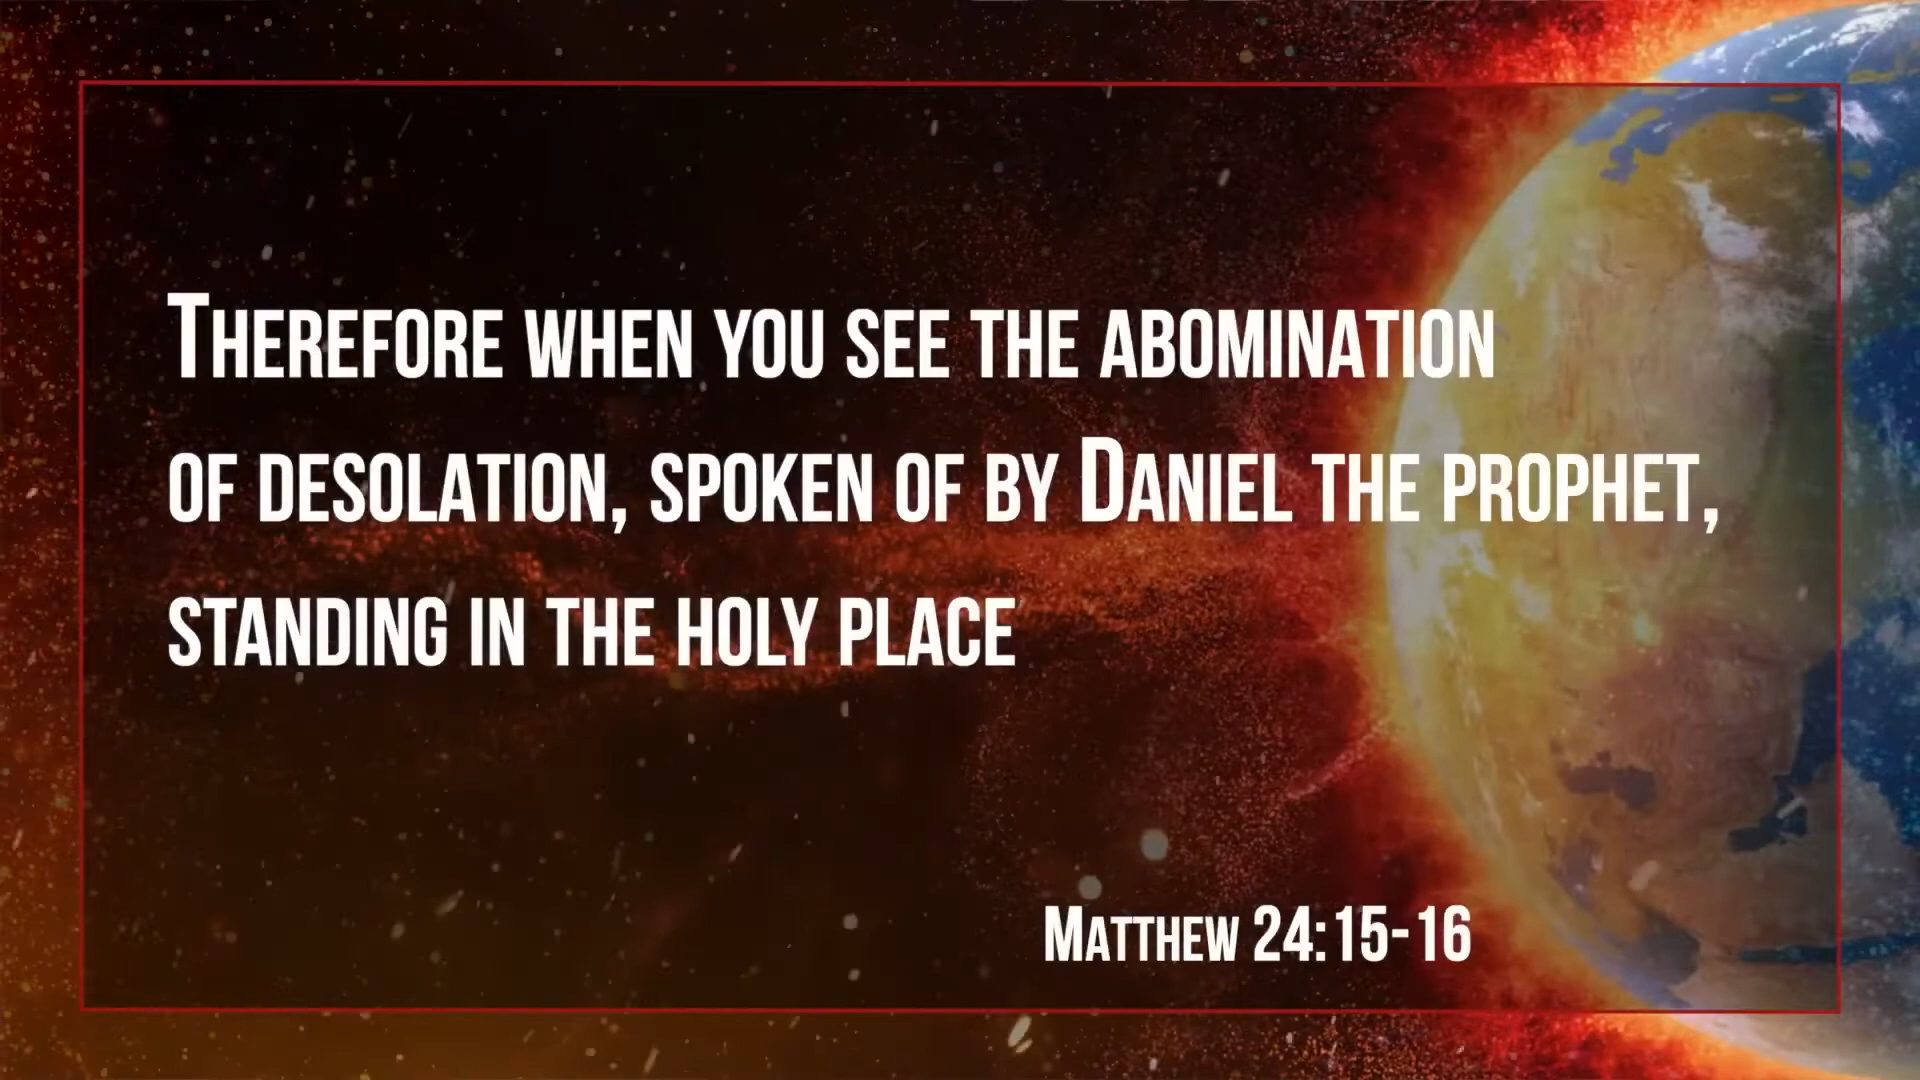 Therefore when you see the abomination
of desolation, spoken of by Daniel the prophet,
standing in the holy place
Matthew 24:15-16